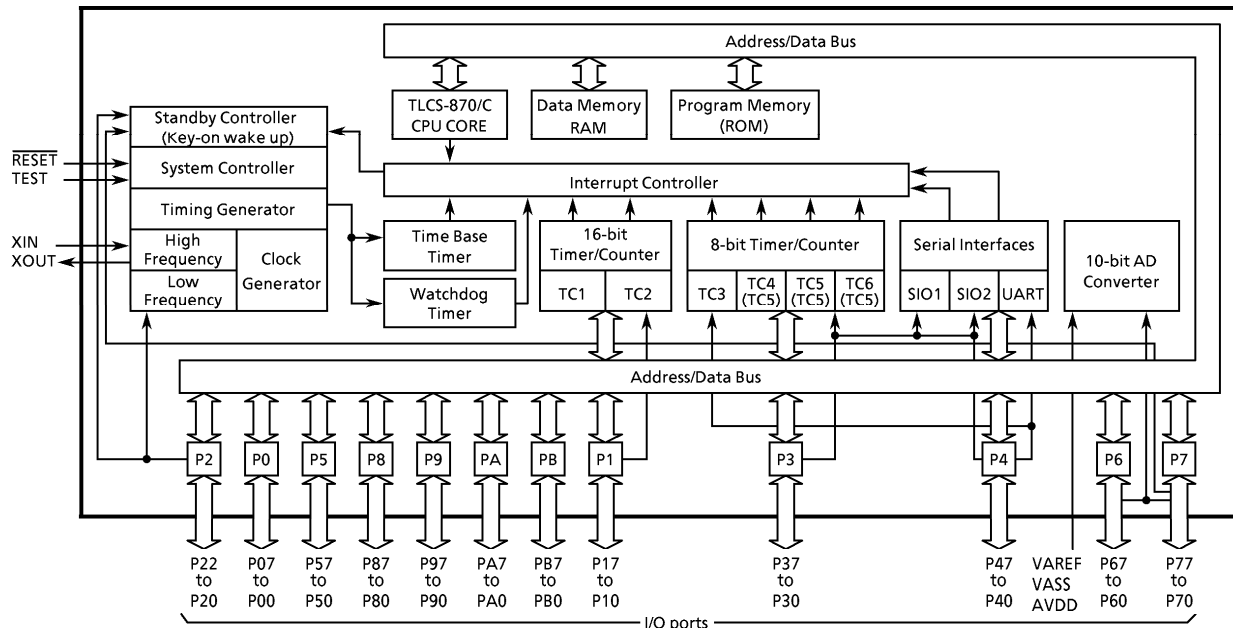 Address/Data Bus
TLCS-870/C
CPU CORE
Data Memory
RAM
Program Memory
(ROM)
Standby Controller
(Key-on wake up)
RESET
TEST
System Controller
Interrupt Controller
Timing Generator
XIN
XOUT
High
Frequency
Low
Frequency
Clock
Generator
Time Base
Timer
Watchdog
Timer
16-bit
Timer/Counter
TC1
TC2
8-bit Timer/Counter
TC3
TC4
(TC5)
TC5
(TC5)
TC6
(TC5)
Serial Interfaces
SIO1
SIO2
UART
10-bit AD
Converter
Address/Data Bus
P2
P0
P5
P8
P9
PA
PB
P1
P3
P4
P6
P7
P22
to
P20
P07
to
P00
P57
to
P50
P87
to
P80
P97
to
P90
PA7
to
PA0
PB7
to
PB0
P17
to
P10
P37
to
P30
P47
to
P40
VAREF
VASS
AVDD
P67
to
P60
P77
to
P70
I/O ports